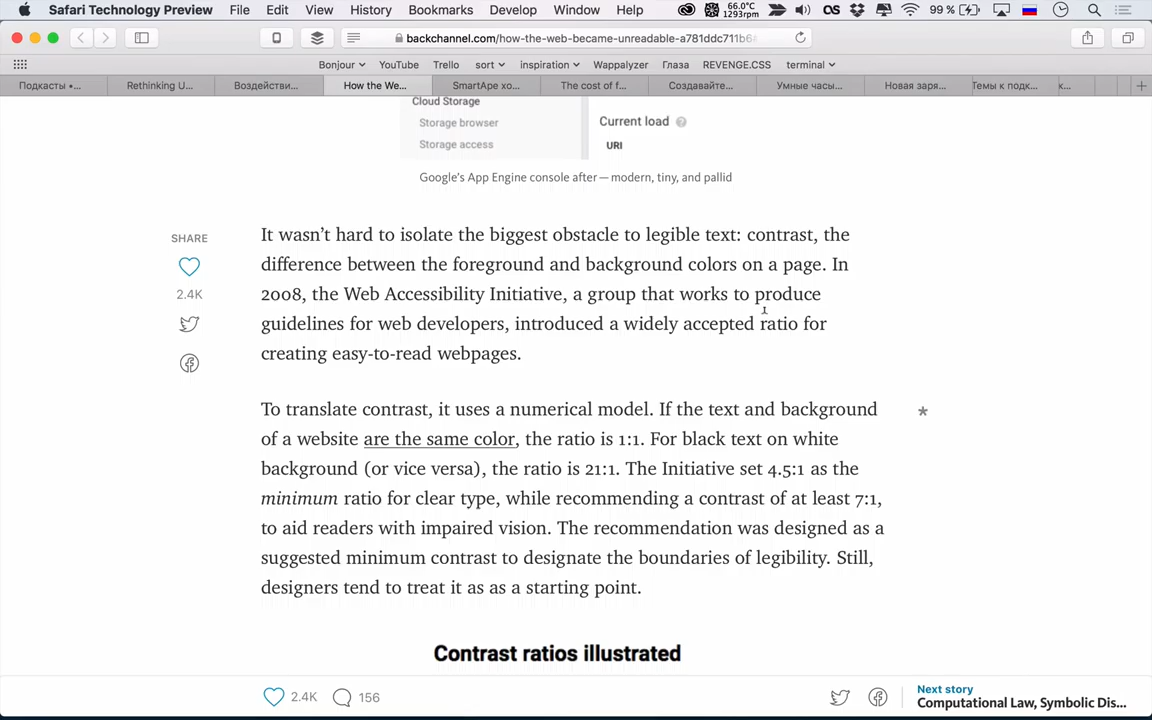 Safari Technology Preview File Edit View History Bookmarks Develop Window Help 66.0°C 1293rpm 99 %
backchannel.com/how-the-web-became-unreadable-a781ddc711b6
Bonjour YouTube Trello sort inspiration Wappalyzer Глаза REVENGE.CSS terminal
Подкасты •... Rethinking U... Воздействи... How the We... SmartApe хо... The cost of f... Создавайте... Умные часы... Новая заря... Темы к подк... к...
Cloud Storage
Storage browser
Storage access
Current load ?
URI
Google's App Engine console after — modern, tiny, and pallid
SHARE
2.4K
It wasn't hard to isolate the biggest obstacle to legible text: contrast, the
difference between the foreground and background colors on a page. In
2008, the Web Accessibility Initiative, a group that works to produce
guidelines for web developers, introduced a widely accepted ratio for
creating easy-to-read webpages.
To translate contrast, it uses a numerical model. If the text and background
of a website are the same color, the ratio is 1:1. For black text on white
background (or vice versa), the ratio is 21:1. The Initiative set 4.5:1 as the
minimum ratio for clear type, while recommending a contrast of at least 7:1,
to aid readers with impaired vision. The recommendation was designed as a
suggested minimum contrast to designate the boundaries of legibility. Still,
designers tend to treat it as as a starting point.
*
Contrast ratios illustrated
2.4K 156
Next story
Computational Law, Symbolic Dis...